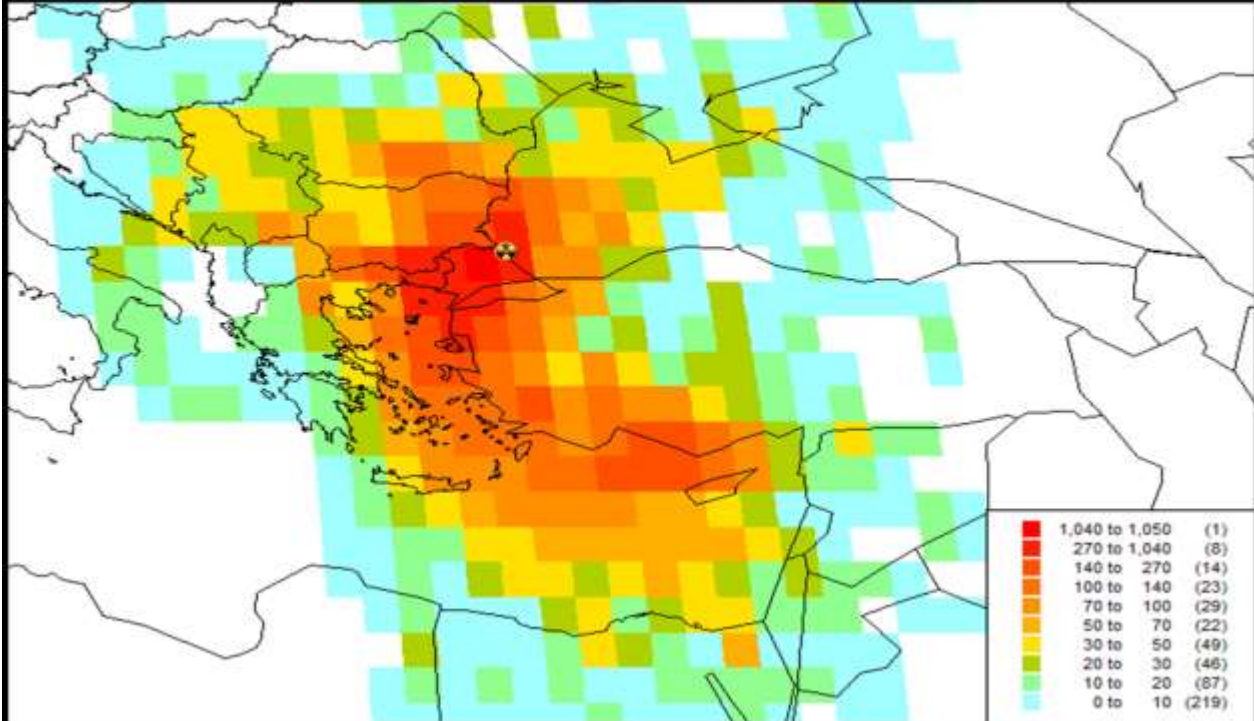 1,040 to 1,050 (1)
270 to 1,040 (8)
140 to 270 (14)
100 to 140 (23)
70 to 100 (29)
50 to 70 (22)
30 to 50 (49)
20 to 30 (46)
10 to 20 (87)
0 to 10 (219)